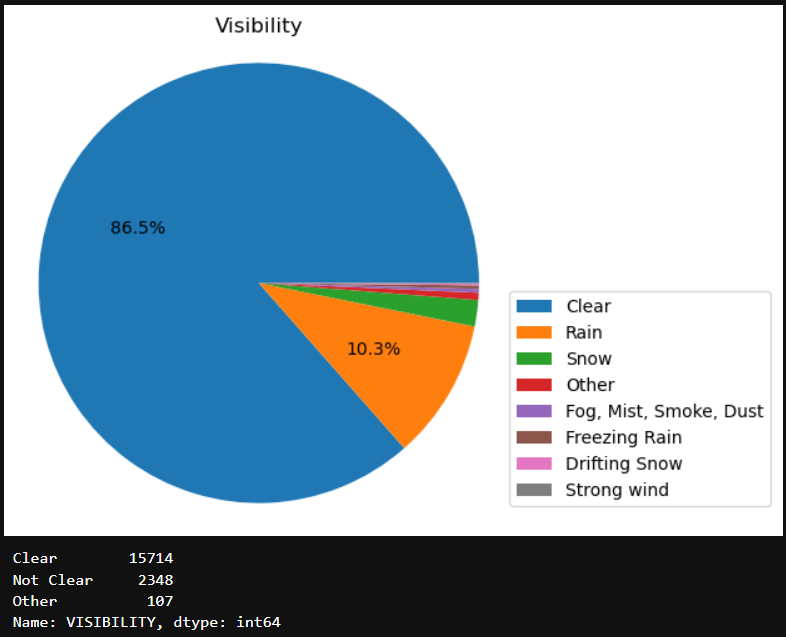 Visibility
86.5%
10.3%
Clear
Rain
Snow
Other
Fog, Mist, Smoke, Dust
Freezing Rain
Drifting Snow
Strong wind
Clear 15714
Not Clear 2348
Other 107
Name: VISIBILITY, dtype: int64